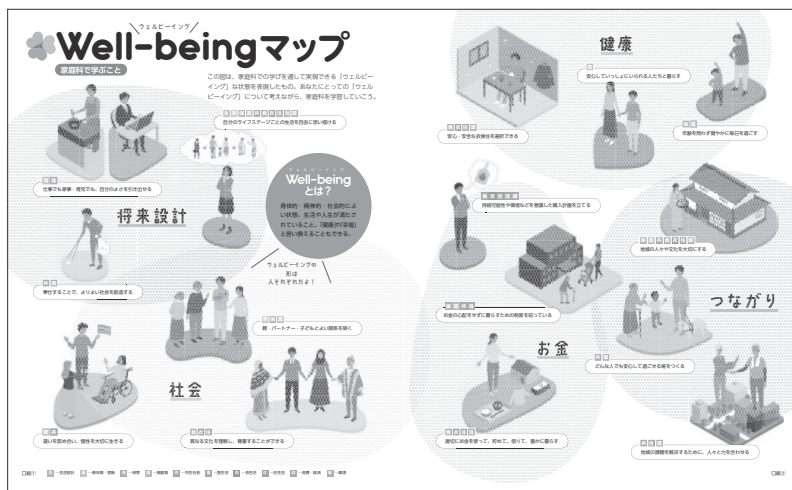 ウェルビーイング
Well-beingマップ
家庭科で学ぶこと
この図は、家庭科での学びを通して実現できる「ウェルビー
イング」な状態を表現したもの。あなたにとっての「ウェル
ビーイング」について考えながら、家庭科を学習していこう。
自分のライフステージごとの生活を自由に思い描ける
仕事でも家事・育児でも、自分のよさを引き出せる
将来設計
ウェルビーイング
Well-being
とは?
身体的・精神的・社会的によ
い状態。生活や人生が満たさ
れていること。「健康」や「幸福」
と言い換えることもできる。
ウェルビーイングの
形は
人それぞれだよ!
奉仕することで、よりよい社会を創造する
親・パートナー・子どもとよい関係を築く
社会
違いを認め合い、個性を大切に生きる
異なる文化を理解し、尊重することができる
口絵①
健康
安心していっしょにいられる人たちと暮らす
安心・安全な衣食住を選択できる
年齢を問わず健やかに毎日を過ごす
持続可能性や環境などを意識した購入計画を立てる
地域の人々や文化を大切にする
お金の心配をせずに暮らすための制度を知っている
つながり
お金
どんな人でも安心して過ごせる場をつくる
適切にお金を使って、貯めて、借りて、豊かに暮らす
地域の課題を解決するために、人々と力を合わせる
口絵②